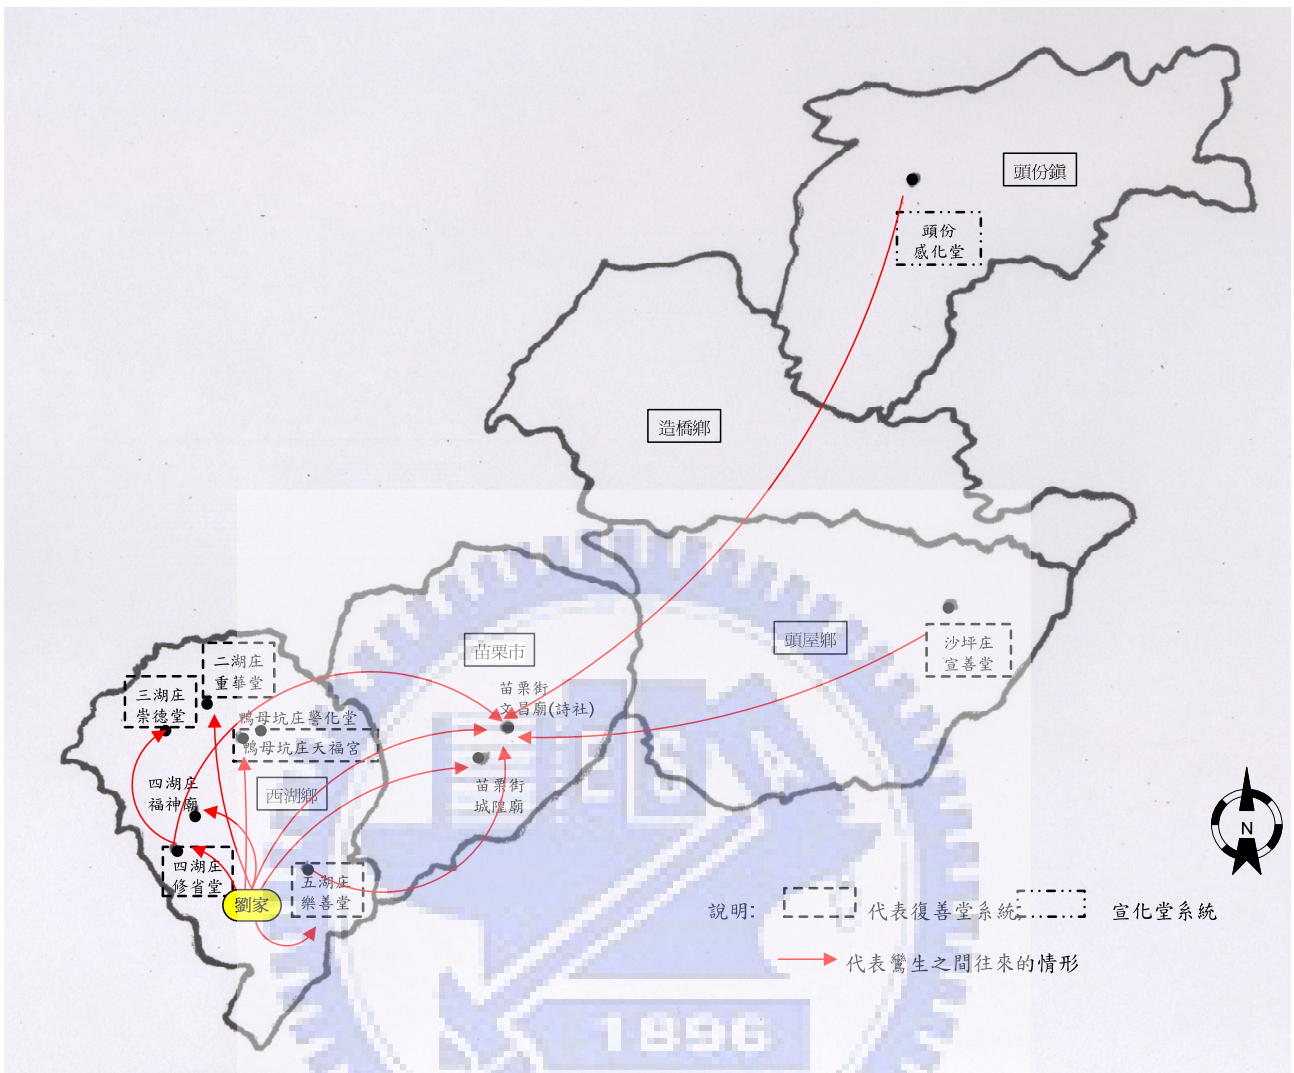 頭份鎮
頭份
感化堂
造橋鄉
頭屋鄉
沙坪庄
宣善堂
苗栗市
苗栗街
文昌廟(詩社)
苗栗街
城隍廟
二湖庄
重華堂
三湖庄
崇德堂
鴨母坑庄警化堂
鴨母坑庄天福宮
四湖庄
福神廟
西湖鄉
四湖庄
修省堂
劉家
五湖庄
樂善堂
N
說明:
代表復善堂系統
宣化堂系統
代表鸞生之間往來的情形
1896